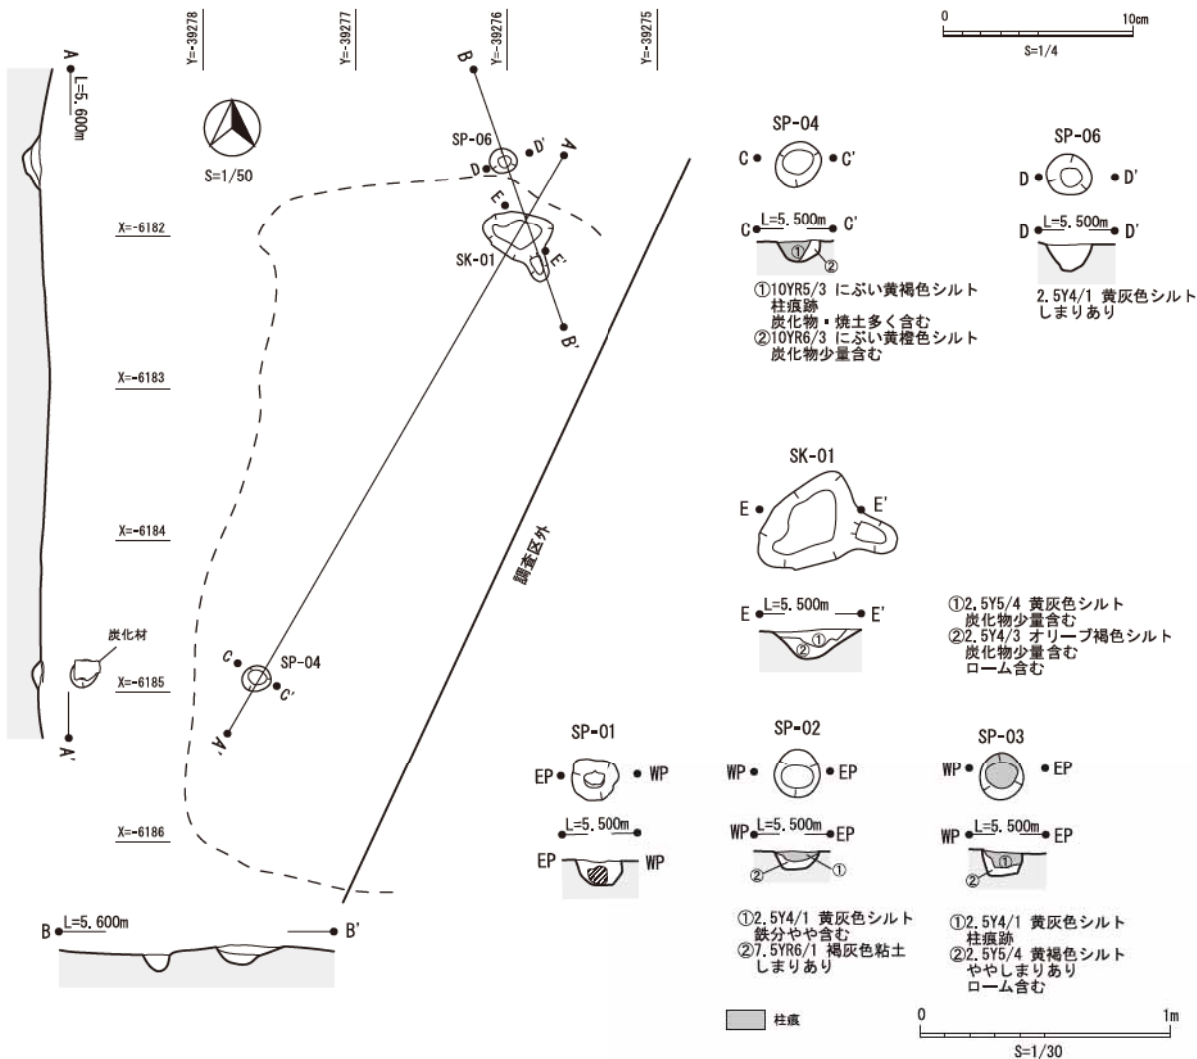 Y=-39278
Y=-39277
Y=-39276
Y=-39275
0 10cm
S=1/4
A
L=5.600m
A'
炭化材
S=1/50
X=-6182
X=-6183
X=-6184
X=-6185
X=-6186
B
SP-06
D
D'
A
E
SK-01
E'
B'
調査区外
C
SP-04
C'
A'
B L=5.600m B'
SP-04
C C'
L=5.500m
C C'
①
②
①10YR5/3 にぶい黄褐色シルト
柱痕跡
炭化物・焼土多く含む
②10YR6/3 にぶい黄橙色シルト
炭化物少量含む
SP-06
D D'
L=5.500m
D D'
2.5Y4/1 黄灰色シルト
しまりあり
SK-01
E E'
E L=5.500m E'
①
②
①2.5Y5/4 黄灰色シルト
炭化物少量含む
②2.5Y4/3 オリーブ褐色シルト
炭化物少量含む
ローム含む
SP-01
EP WP
L=5.500m
EP WP
SP-02
WP EP
WP L=5.500m EP
② ①
①2.5Y4/1 黄灰色シルト
鉄分やや含む
②7.5YR6/1 褐灰色粘土
しまりあり
SP-03
WP EP
WP L=5.500m EP
①
②
①2.5Y4/1 黄灰色シルト
柱痕跡
②2.5Y5/4 黄褐色シルト
ややしまりあり
ローム含む
柱痕
0 1m
S=1/30